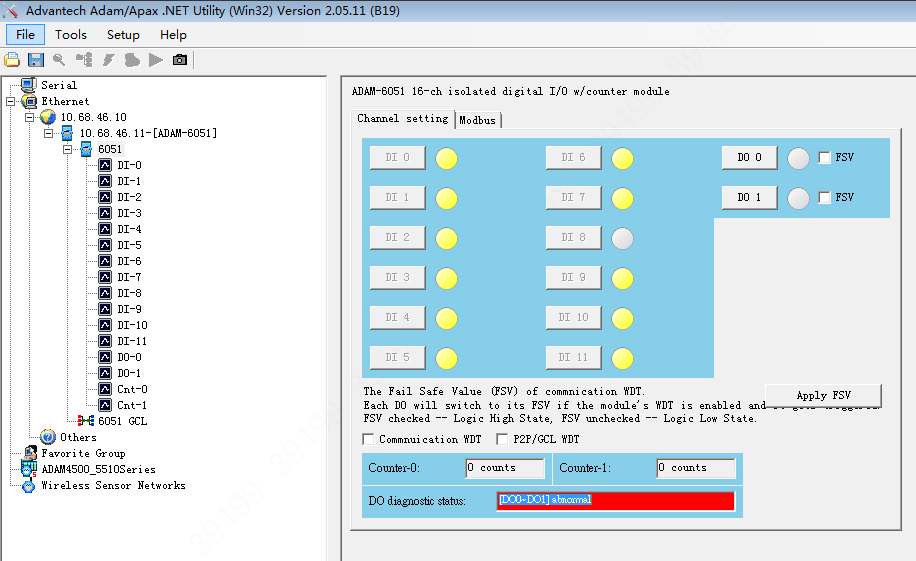 Advantech Adam/Apax .NET Utility (Win32) Version 2.05.11 (B19)
File Tools Setup Help
Serial
Ethernet
10.68.46.10
10.68.46.11-[ADAM-6051]
6051
DI-0
DI-1
DI-2
DI-3
DI-4
DI-5
DI-6
DI-7
DI-8
DI-9
DI-10
DI-11
DO-0
DO-1
Cnt-0
Cnt-1
6051 GCL
Others
Favorite Group
ADAM4500_5510Series
Wireless Sensor Networks
ADAM-6051 16-ch isolated digital I/O w/counter module
Channel setting Modbus
DI 0 DI 6 DO 0 FSV
DI 1 DI 7 DO 1 FSV
DI 2 DI 8
DI 3 DI 9
DI 4 DI 10
DI 5 DI 11
The Fail Safe Value (FSV) of commnication WDT.
Apply FSV
Each DO will switch to its FSV if the module's WDT is enabled and
FSV checked -- Logic High State, FSV unchecked -- Logic Low State.
Commnuication WDT P2P/GCL WDT
Counter-0: 0 counts Counter-1: 0 counts
DO diagnostic status: [DO0~DO1] abnormal
39199